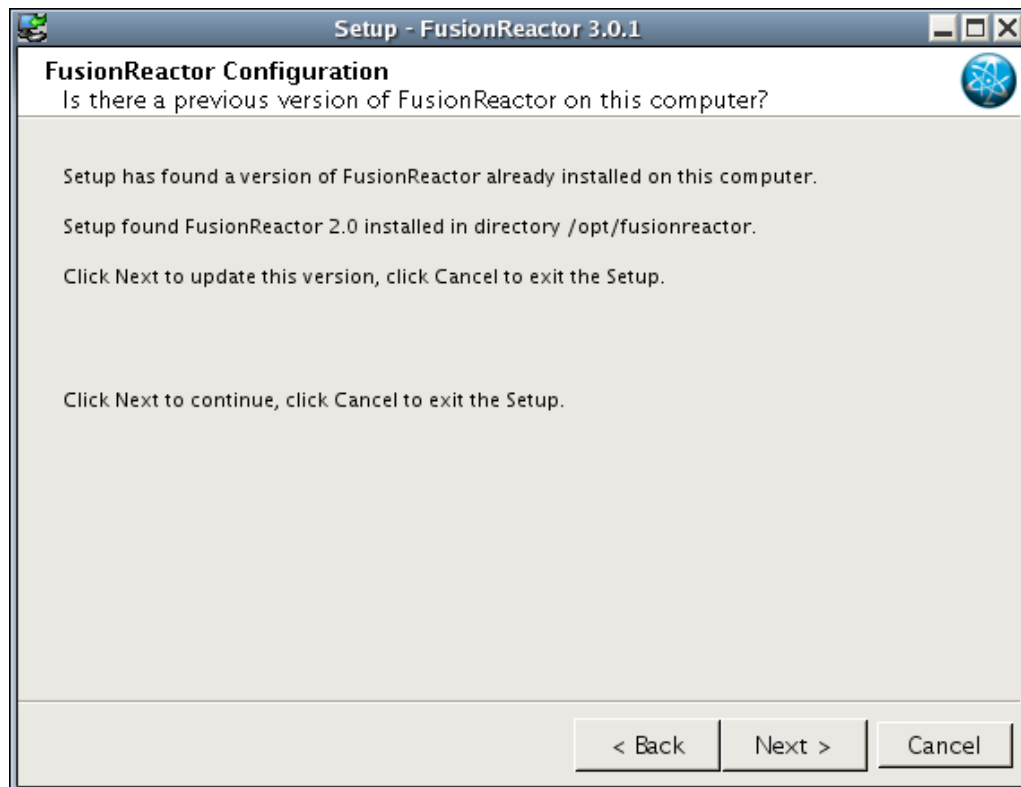 Setup - FusionReactor 3.0.1
FusionReactor Configuration
Is there a previous version of FusionReactor on this computer?
Setup has found a version of FusionReactor already installed on this computer.
Setup found FusionReactor 2.0 installed in directory /opt/fusionreactor.
Click Next to update this version, click Cancel to exit the Setup.
Click Next to continue, click Cancel to exit the Setup.
< Back
Next >
Cancel